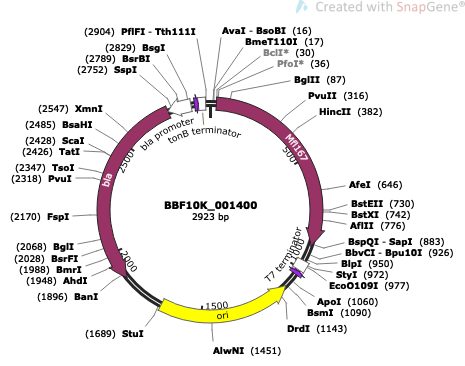 Created with SnapGene®
(2904) PflFI - Tth111I
(2829) BsgI
(2789) BsrBI
(2752) SspI
(2547) XmnI
(2485) BsaHI
(2428) ScaI
(2426) TatI
(2347) TsoI
(2318) PvuI
(2170) FspI
(2068) BglI
(2028) BsrFI
(1988) BmrI
(1948) AhdI
(1896) BanI
(1689) StuI
AvaI - BsoBI (16)
BmeT110I (17)
BclI* (30)
PfoI* (36)
BglII (87)
PvuII (316)
HincII (382)
AfeI (646)
BstEII (730)
BstXI (742)
AflII (776)
BspQI - SapI (883)
BbvCI - Bpu10I (926)
BlpI (950)
StyI (972)
EcoO109I (977)
ApoI (1060)
BsmI (1090)
DrdI (1143)
AlwNI (1451)
bla promoter
tonB terminator
Mfl167
bla
T7 terminator
ori
500
1000
1500
2000
2500
BBF10K_001400
2923 bp